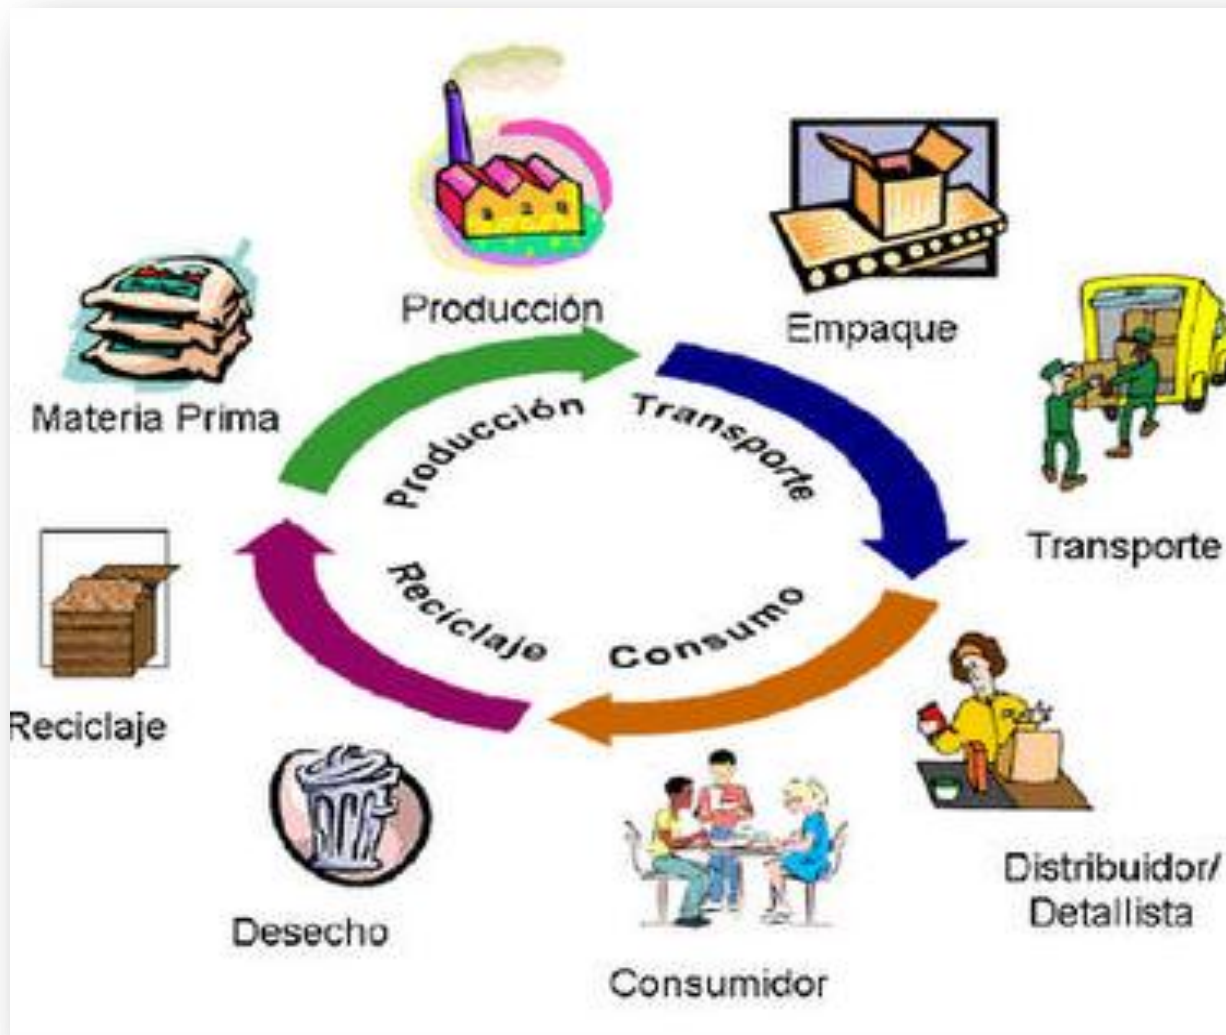 Producción
Empaque
Materia Prima
Producción
Transporte
Transporte
Reciclaje
Consumo
Reciclaje
Distribuidor/
Detallista
Desecho
Consumidor